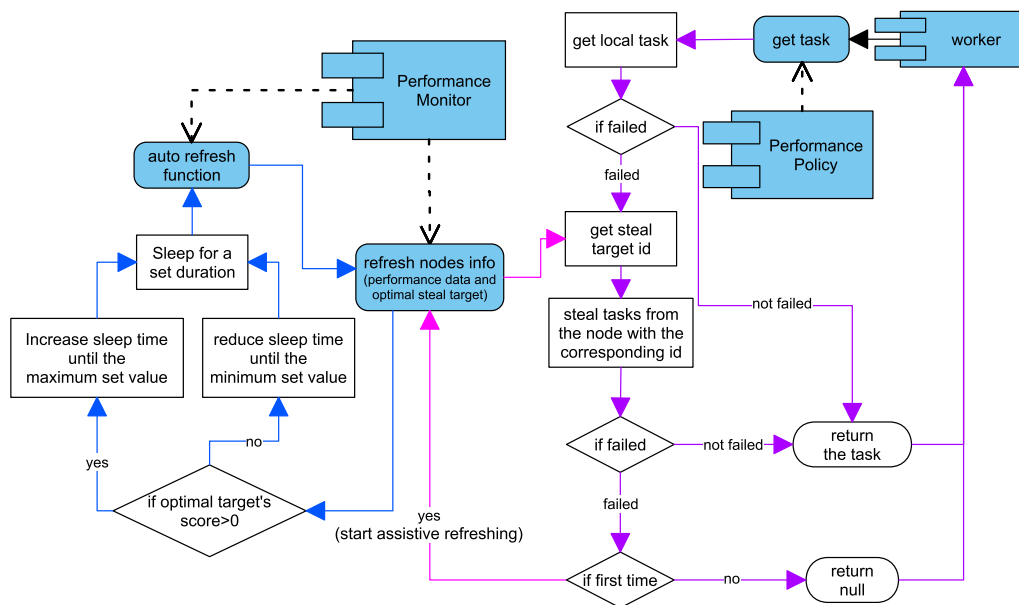 get local task
get task
worker
Performance
Monitor
if failed
Performance
Policy
auto refresh
function
failed
get steal
target id
Sleep for a
set duration
refresh nodes info
(performance data and
optimal steal target)
not failed
steal tasks from
the node with the
corresponding id
Increase sleep time
until the
maximum set value
reduce sleep time
until the
minimum set value
no
yes
if failed
not failed
return
the task
if optimal target's
score>0
failed
yes
(start assistive refreshing)
if first time
no
return
null